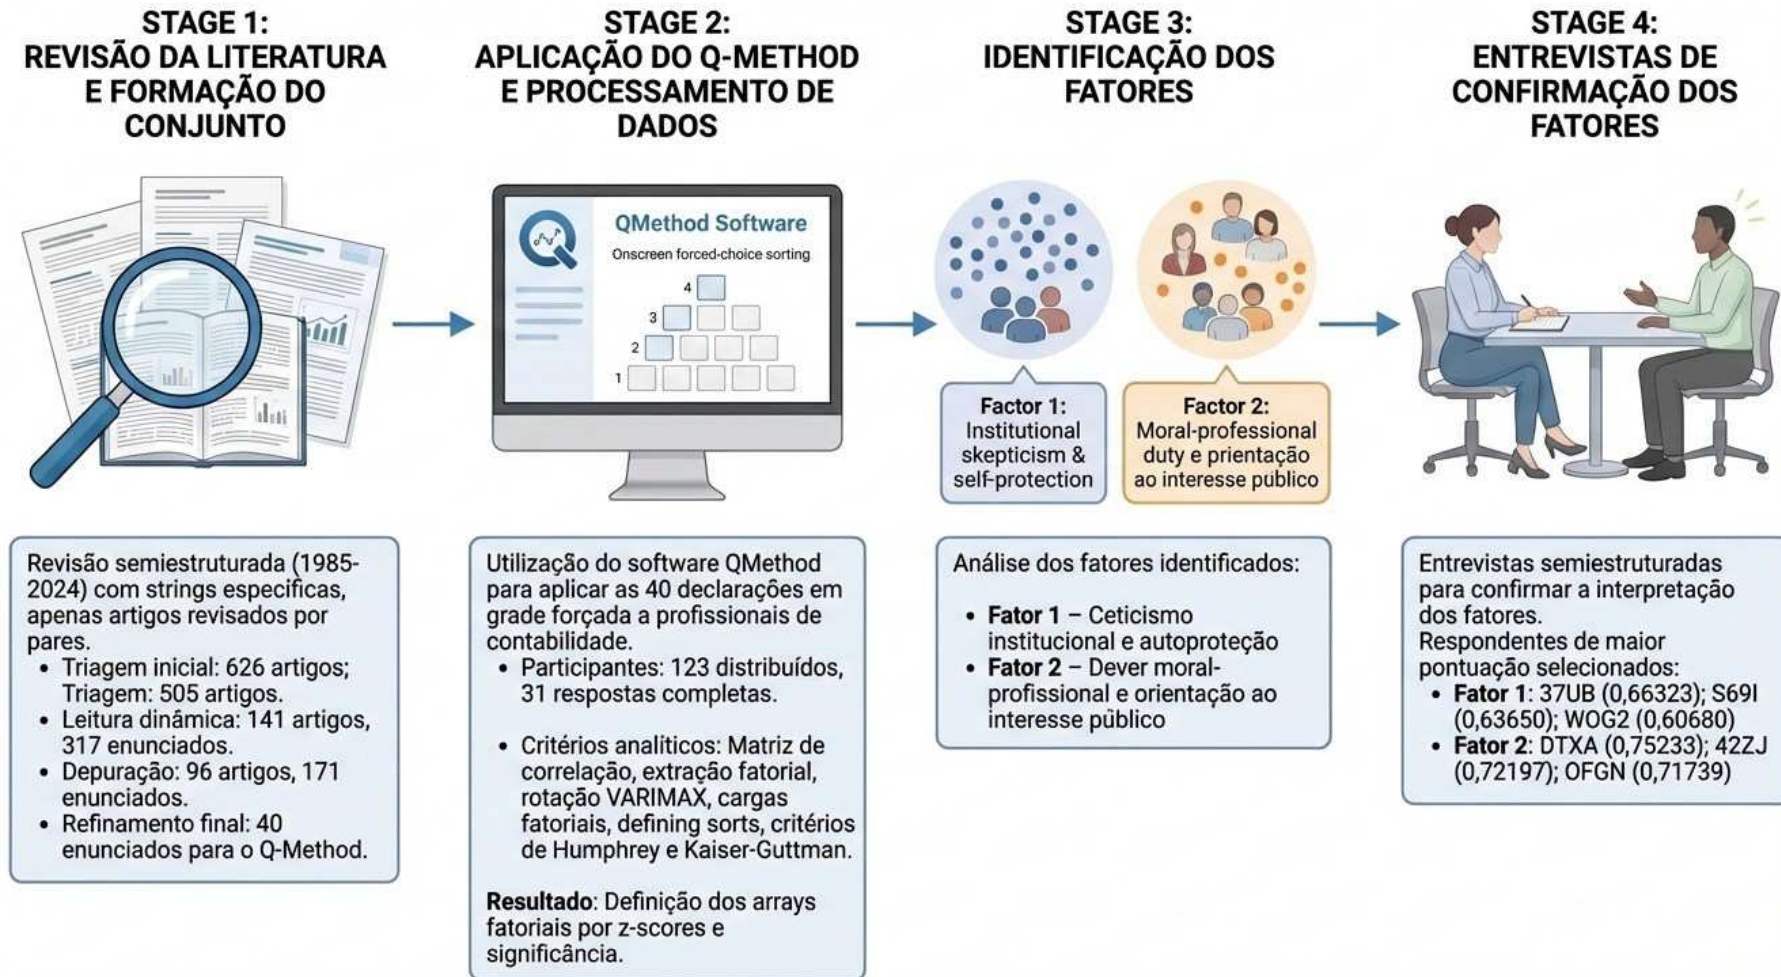 STAGE 1:
REVISÃO DA LITERATURA
E FORMAÇÃO DO
CONJUNTO
Revisão semiestruturada (1985-
2024) com strings especificas,
apenas artigos revisados por
pares.
• Triagem inicial: 626 artigos;
Triagem: 505 artigos.
• Leitura dinâmica: 141 artigos,
317 enunciados.
• Depuração: 96 artigos, 171
enunciados.
• Refinamento final: 40
enunciados para o Q-Method.
STAGE 2:
APLICAÇÃO DO Q-METHOD
E PROCESSAMENTO DE
DADOS
QMethod Software
Onscreen forced-choice sorting
4
3
2
1
Utilização do software QMethod
para aplicar as 40 declarações em
grade forçada a profissionais de
contabilidade.
• Participantes: 123 distribuídos,
31 respostas completas.
• Critérios analíticos: Matriz de
correlação, extração fatorial,
rotação VARIMAX, cargas
fatoriais, defining sorts, critérios
de Humphrey e Kaiser-Guttman.
Resultado: Definição dos arrays
fatoriais por z-scores e
significância.
STAGE 3:
IDENTIFICAÇÃO DOS
FATORES
Factor 1:
Institutional
skepticism &
self-protection
Factor 2:
Moral-professional
duty e prientação
ao interesse publico
Análise dos fatores identificados:
• Fator 1 – Ceticismo
institucional e autoproteção
• Fator 2 – Dever moral-
profissional e orientação ao
interesse público
STAGE 4:
ENTREVISTAS DE
CONFIRMAÇÃO DOS
FATORES
Entrevistas semiestruturadas
para confirmar a interpretação
dos fatores.
Respondentes de maior
pontuação selecionados:
• Fator 1: 37UB (0,66323); S69I
(0,63650); WOG2 (0,60680)
• Fator 2: DTXA (0,75233); 42ZJ
(0,72197); OFGN (0,71739)